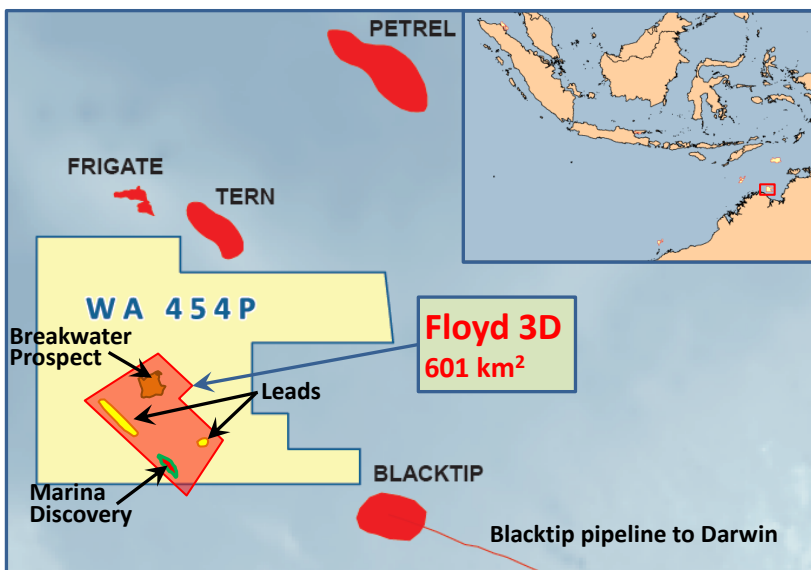 PETREL
FRIGATE
TERN
WA 454P
Breakwater
Prospect
Floyd 3D
601 km²
Leads
Marina
Discovery
BLACKTIP
Blacktip pipeline to Darwin